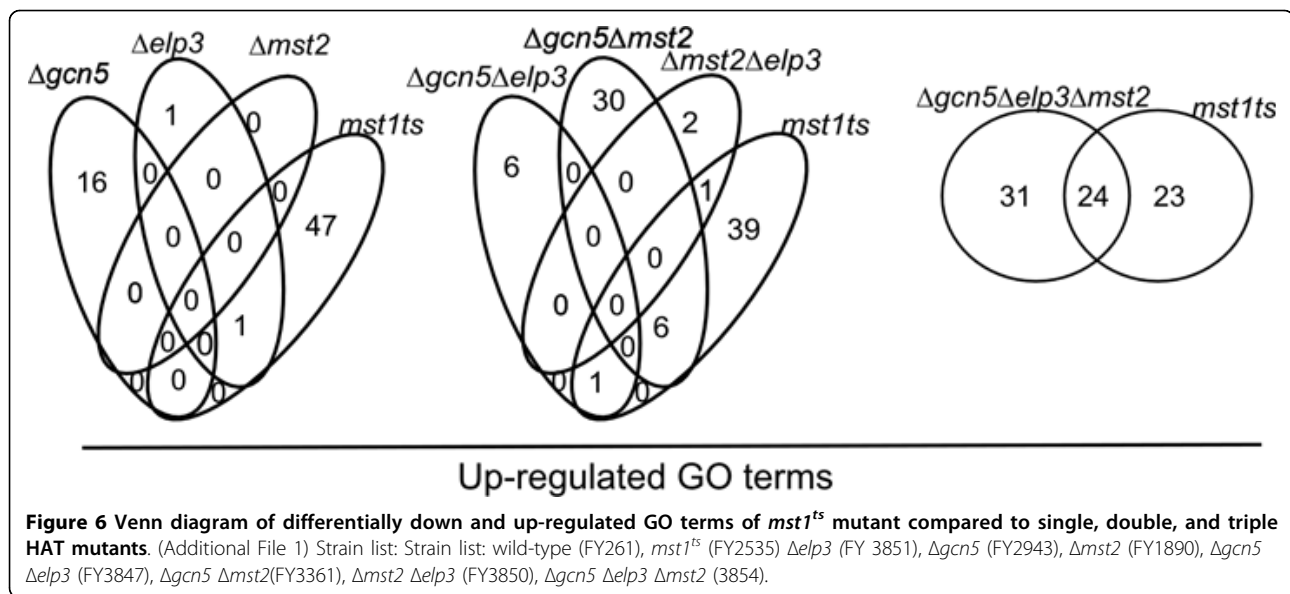 Δgcn5
Δelp3
Δmst2
mst1ts
16
1
0
47
0
0
0
0
0
0
0
1
0
0
0
0
0
Δgcn5Δelp3
Δgcn5Δmst2
Δmst2Δelp3
mst1ts
6
30
2
39
0
0
1
0
0
0
0
6
0
0
1
0
Δgcn5Δelp3Δmst2
mst1ts
31
24
23
Up-regulated GO terms
Figure 6 Venn diagram of differentially down and up-regulated GO terms of mst1ts mutant compared to single, double, and triple
HAT mutants. (Additional File 1) Strain list: Strain list: wild-type (FY261), mst1ts (FY2535) Δelp3 (FY 3851), Δgcn5 (FY2943), Δmst2 (FY1890), Δgcn5
Δelp3 (FY3847), Δgcn5 Δmst2(FY3361), Δmst2 Δelp3 (FY3850), Δgcn5 Δelp3 Δmst2 (3854).